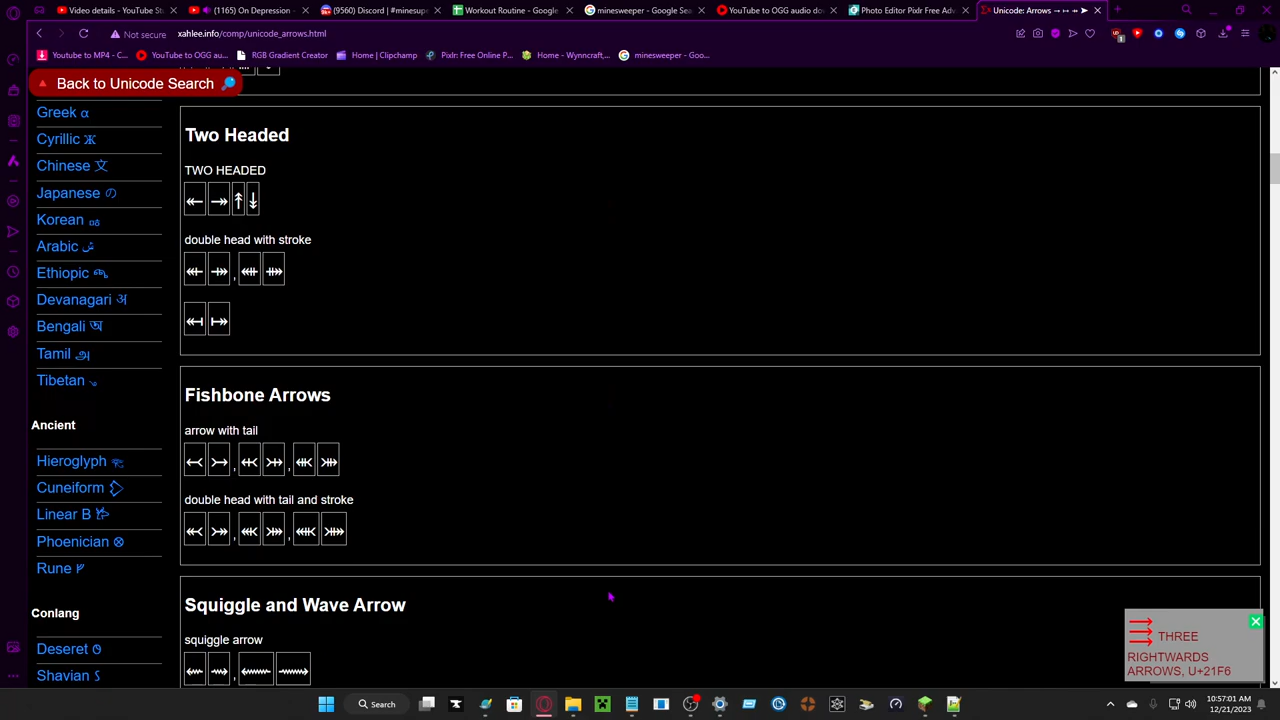 Video details - YouTube St
(1165) On Depression -
(9560) Discord | #minesupr
Workout Routine - Google
minesweeper - Google Sea
YouTube to OGG audio do
Photo Editor Pixlr Free Adv
Unicode: Arrows → ↦ ⇥ ➤
Not secure xahlee.info/comp/unicode_arrows.html
Youtube to MP4 - C...
YouTube to OGG au...
RGB Gradient Creator
Home | Clipchamp
Pixlr: Free Online P...
Home - Wynncraft,...
minesweeper - Goo...
Back to Unicode Search 🔎
Greek α
Cyrillic Ж
Chinese 文
Japanese の
Korean
Arabic
Ethiopic
Devanagari अ
Bengali অ
Tamil அ
Tibetan
Ancient
Hieroglyph
Cuneiform
Linear B
Phoenician ⊗
Rune
Conlang
Deseret
Shavian
Two Headed
TWO HEADED
↞ ↠ ↟ ↡
double head with stroke
⬴ ⤀ , ⬵ ⤁
⬶ ⤅
Fishbone Arrows
arrow with tail
↢ ↣ , ⬹ ⤔ , ⬺ ⤕
double head with tail and stroke
⬻ ⤖ , ⬼ ⤗ , ⬽ ⤘
Squiggle and Wave Arrow
squiggle arrow
⇜ ⇝ , ⬳ ⟿
⇶ THREE
RIGHTWARDS
ARROWS, U+21F6
Search
10:57:01 AM
12/21/2023